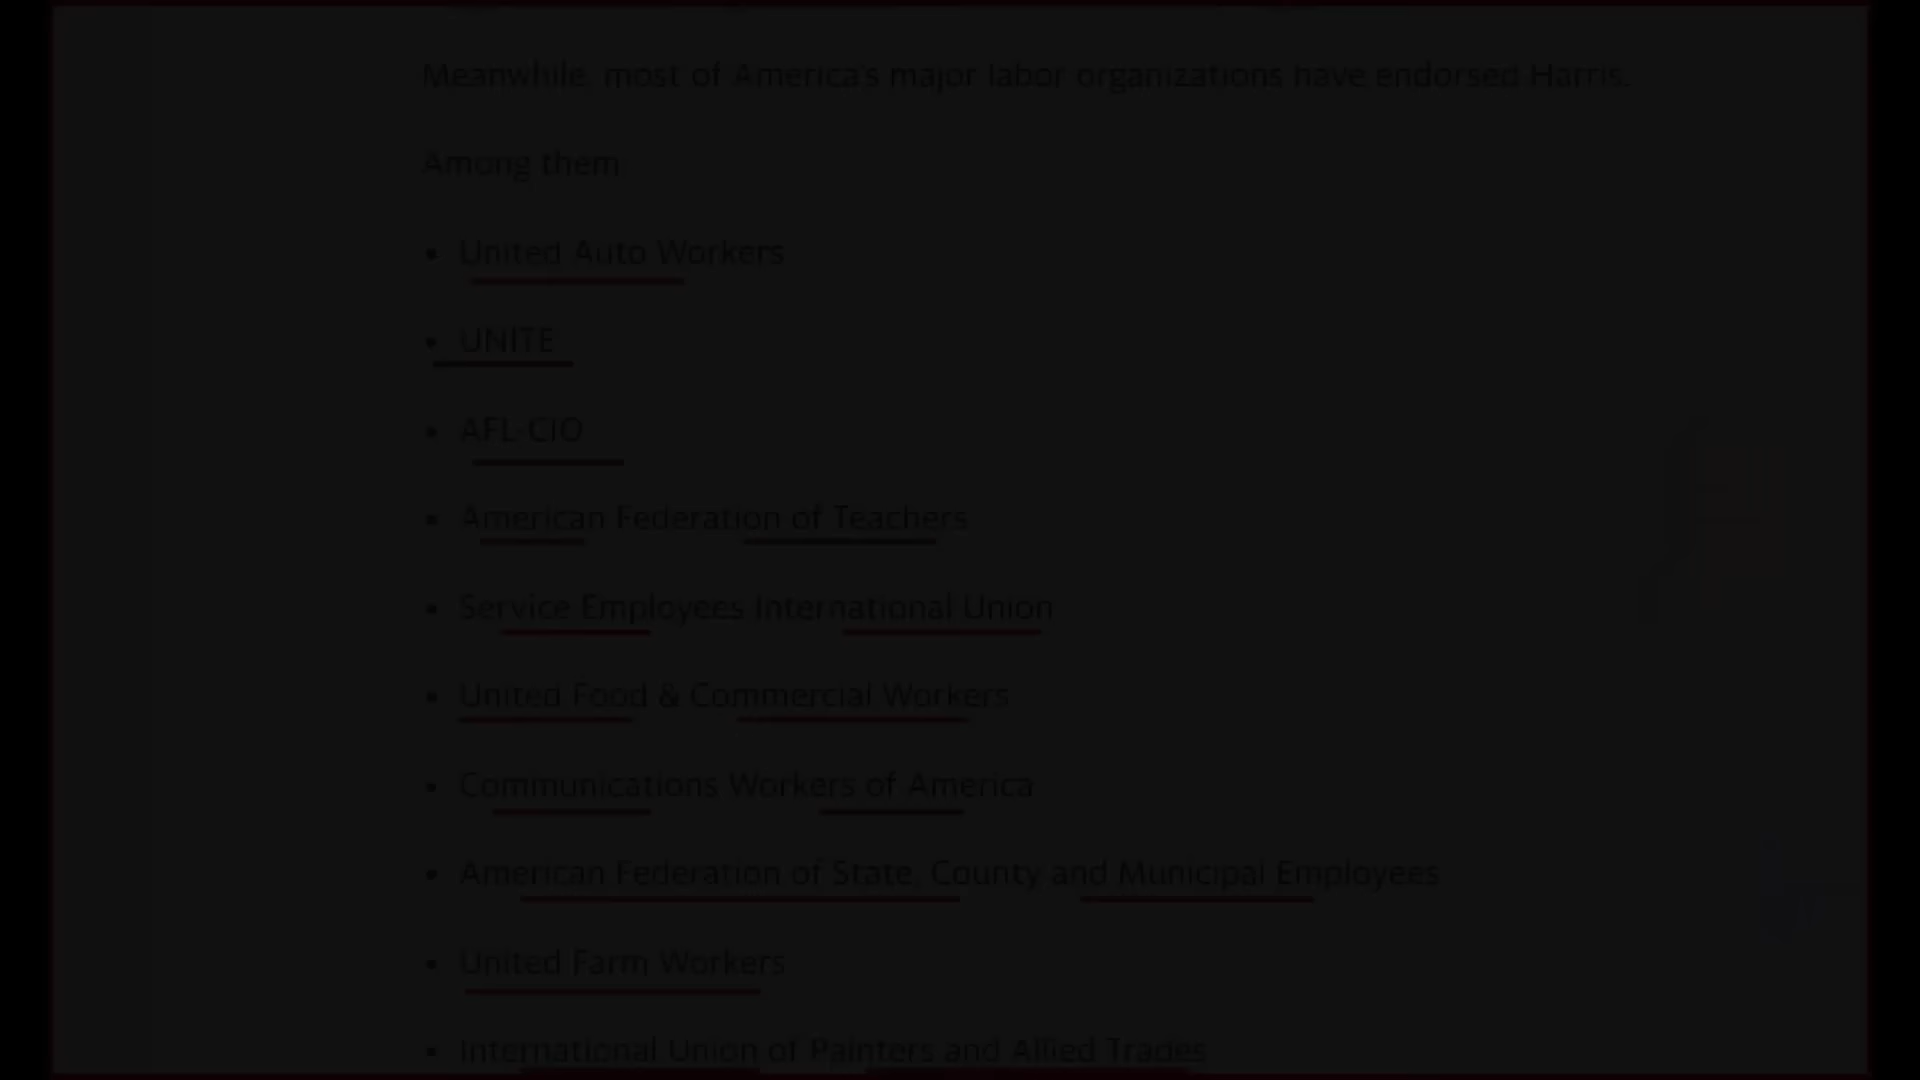 Meanwhile, most of America's major labor organizations have endorsed Harris.
Among them
• United Auto Workers
• UNITE
• AFL-CIO
• American Federation of Teachers
• Service Employees International Union
• United Food & Commercial Workers
• Communications Workers of America
• American Federation of State, County and Municipal Employees
• United Farm Workers
• International Union of Painters and Allied Trades